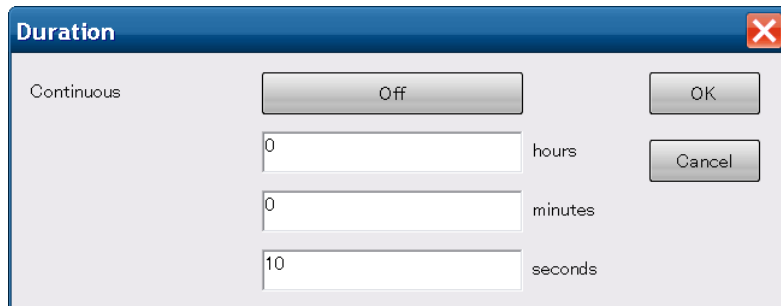 Duration
Continuous Off OK
0 hours
Cancel
0 minutes
10 seconds